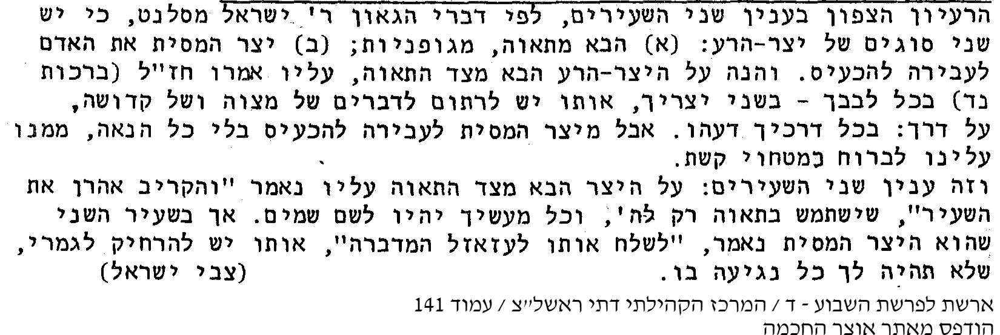 הרעיון הצפון בענין שני השעירים, לפי דברי הגאון ר' ישראל מסלנט, כי יש
שני סוגים של יצר-הרע: (א) הבא מתאוה, מגופניות; (ב) יצר המסית את האדם
לעבירה להכעיס. והנה על היצר-הרע הבא מצד התאוה, עליו אמרו חז"ל (ברכות
נד) בכל לבבך - בשני יצריך, אותו יש לרתום לדברים של מצוה ושל קדושה,
על דרך: בכל דרכיך דעהו. אבל מיצר המסית לעבירה להכעיס בלי כל הנאה, ממנו
עלינו לברוח במטחוי קשת.
וזה ענין שני השעירים: על היצר הבא מצד התאוה עליו נאמר "והקריב אהרן את
השעיר", שישתמש בתאוה רק לה', וכל מעשיך יהיו לשם שמים. אך בשעיר השני
שהוא היצר המסית נאמר, "לשלח אותו לעזאזל המדברה", אותו יש להרחיק לגמרי,
שלא תהיה לך כל נגיעה בו. (צבי ישראל)
ארשת לפרשת השבוע - ד / המרכז הקהילתי דתי ראשל"צ / עמוד 141
הודפס מאתר אוצר החכמה